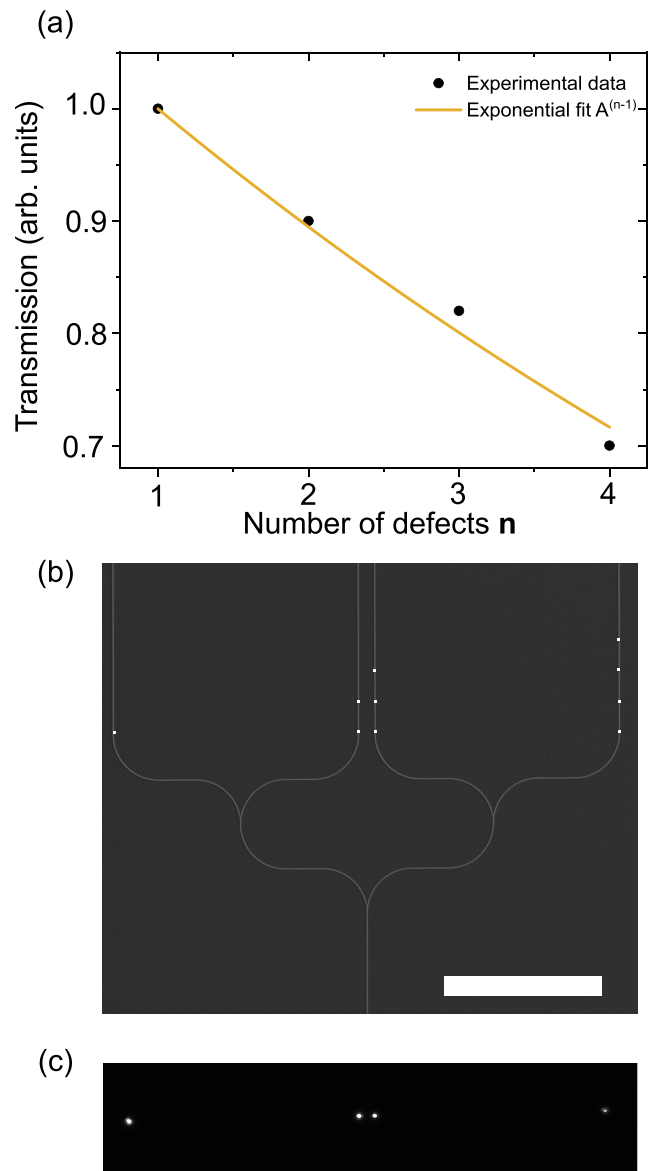 (a)
Experimental data
Exponential fit A^(n-1)
Transmission (arb. units)
1.0
0.9
0.8
0.7
1 2 3 4
Number of defects n
(b)
(c)